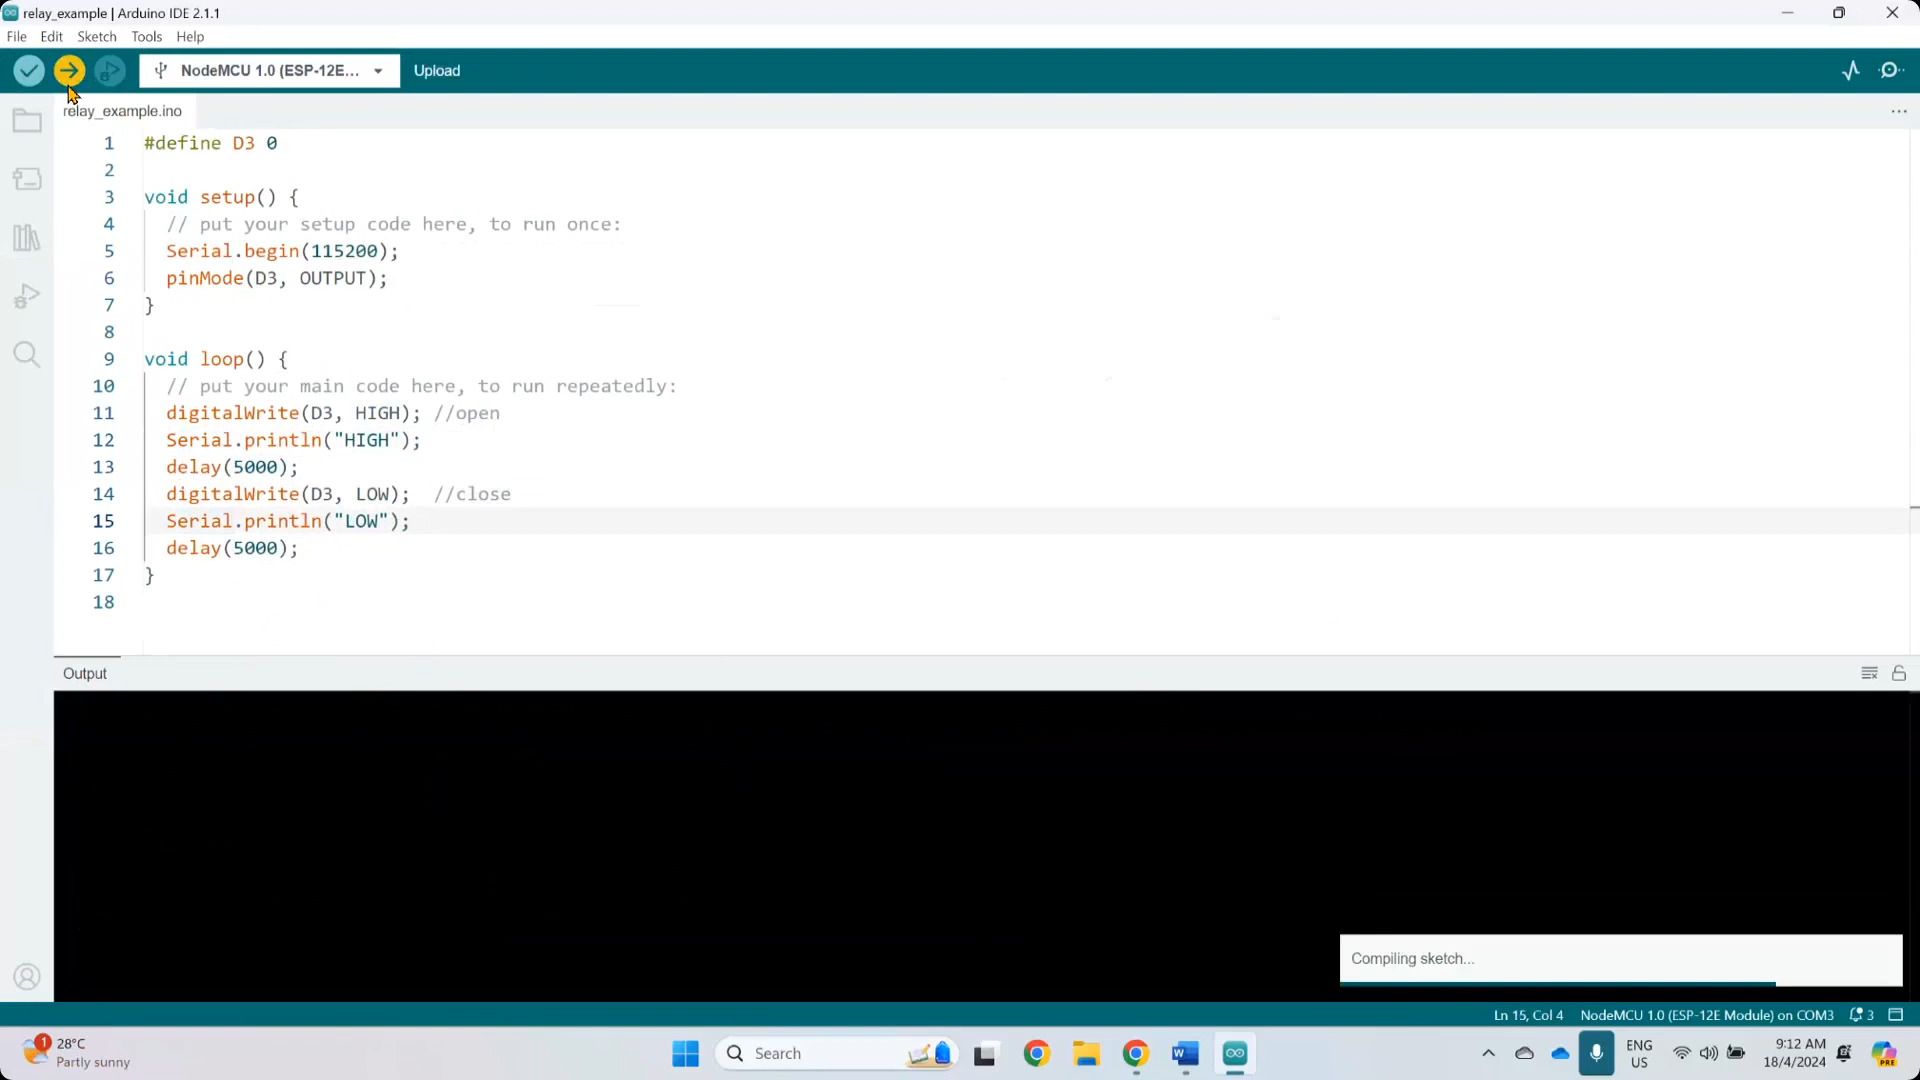 relay_example | Arduino IDE 2.1.1
File Edit Sketch Tools Help
NodeMCU 1.0 (ESP-12E... Upload
relay_example.ino
1 #define D3 0
2
3 void setup() {
4 // put your setup code here, to run once:
5 Serial.begin(115200);
6 pinMode(D3, OUTPUT);
7 }
8
9 void loop() {
10 // put your main code here, to run repeatedly:
11 digitalWrite(D3, HIGH); //open
12 Serial.println("HIGH");
13 delay(5000);
14 digitalWrite(D3, LOW); //close
15 Serial.println("LOW");
16 delay(5000);
17 }
18
Output
Compiling sketch...
Ln 15, Col 4 NodeMCU 1.0 (ESP-12E Module) on COM3 3
1 28°C
Partly sunny
Search
ENG
US
9:12 AM
18/4/2024
PRE